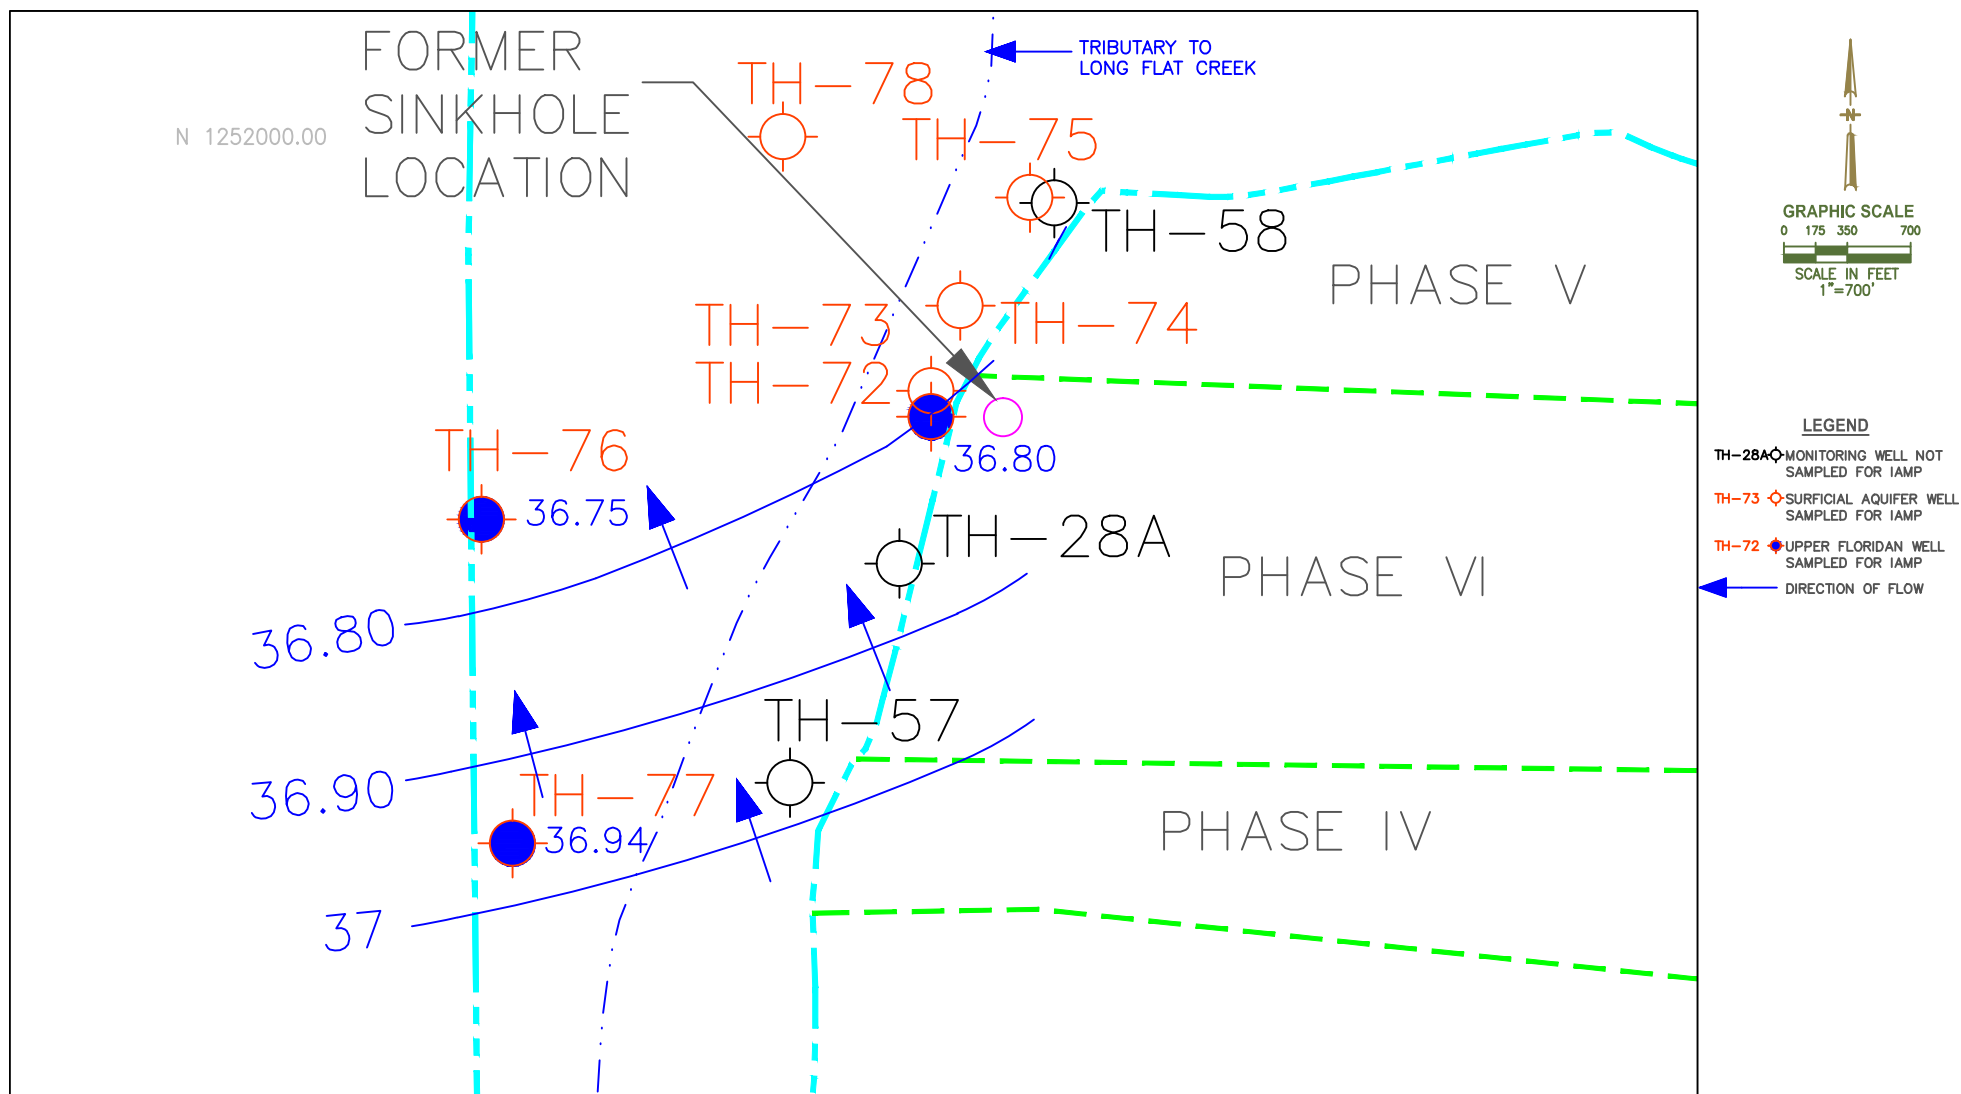 FORMER
SINKHOLE
LOCATION
N 1252000.00
TH-78
TRIBUTARY TO
LONG FLAT CREEK
TH-75
TH-58
PHASE V
TH-73
TH-74
TH-72
36.80
TH-76
36.75
TH-28A
PHASE VI
36.80
TH-57
36.90
TH-77
36.94
PHASE IV
37
N
GRAPHIC SCALE
0 175 350 700
SCALE IN FEET
1"=700'
LEGEND
TH-28A MONITORING WELL NOT
SAMPLED FOR IAMP
TH-73 SURFICIAL AQUIFER WELL
SAMPLED FOR IAMP
TH-72 UPPER FLORIDAN WELL
SAMPLED FOR IAMP
DIRECTION OF FLOW